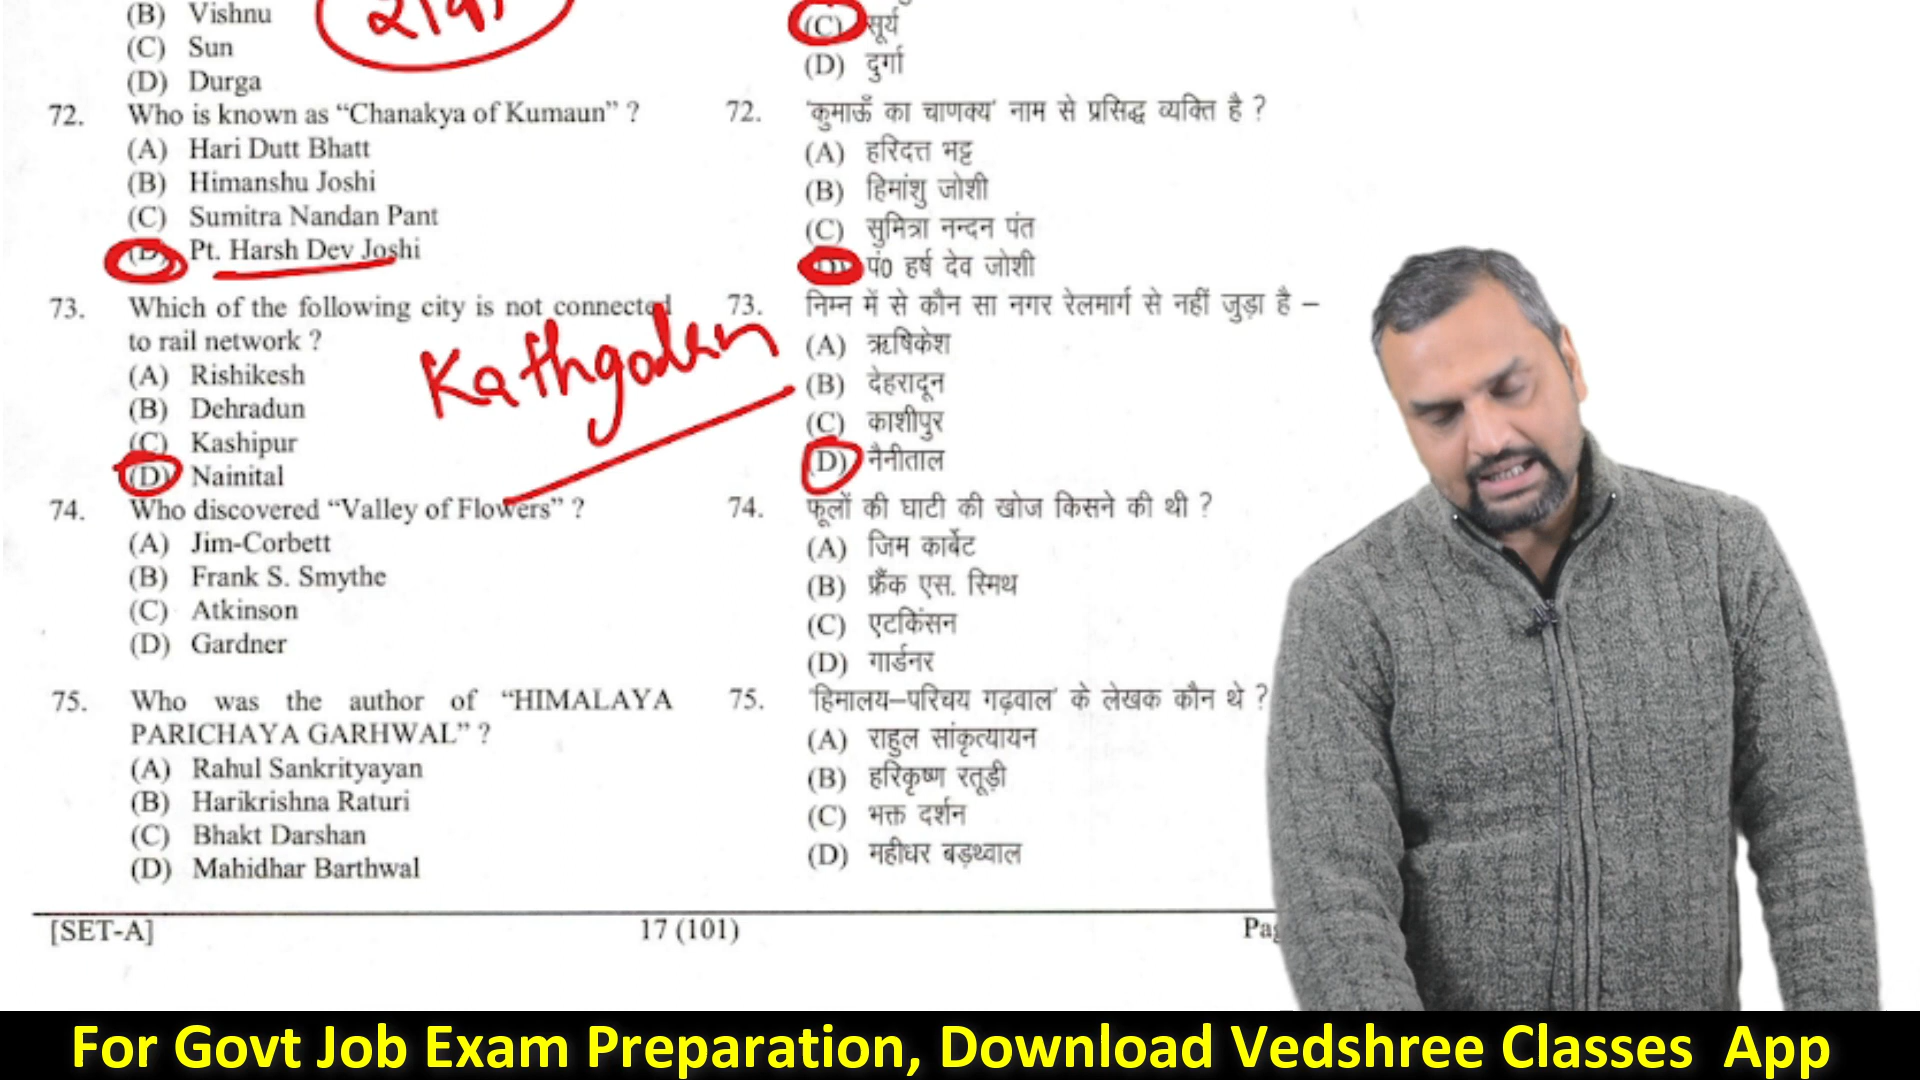 (B) Vishnu
(C) Sun
(D) Durga
72. Who is known as “Chanakya of Kumaun” ?
(A) Hari Dutt Bhatt
(B) Himanshu Joshi
(C) Sumitra Nandan Pant
(D) Pt. Harsh Dev Joshi
73. Which of the following city is not connected
to rail network ?
(A) Rishikesh
(B) Dehradun
(C) Kashipur
(D) Nainital
Kathgodam
74. Who discovered “Valley of Flowers” ?
(A) Jim-Corbett
(B) Frank S. Smythe
(C) Atkinson
(D) Gardner
75. Who was the author of “HIMALAYA
PARICHAYA GARHWAL” ?
(A) Rahul Sankrityayan
(B) Harikrishna Raturi
(C) Bhakt Darshan
(D) Mahidhar Barthwal
(C) सूर्य
(D) दुर्गा
72. ‘कुमाऊँ का चाणक्य’ नाम से प्रसिद्ध व्यक्ति है ?
(A) हरिदत्त भट्ट
(B) हिमांशु जोशी
(C) सुमित्रा नन्दन पंत
(D) पं0 हर्ष देव जोशी
73. निम्न में से कौन सा नगर रेलमार्ग से नहीं जुड़ा है –
(A) ऋषिकेश
(B) देहरादून
(C) काशीपुर
(D) नैनीताल
74. फूलों की घाटी की खोज किसने की थी ?
(A) जिम कार्बेट
(B) फ्रैंक एस. स्मिथ
(C) एटकिंसन
(D) गार्डनर
75. ‘हिमालय–परिचय गढ़वाल’ के लेखक कौन थे ?
(A) राहुल सांकृत्यायन
(B) हरिकृष्ण रतूड़ी
(C) भक्त दर्शन
(D) महीधर बड़थ्वाल
[SET-A] 17 (101)
For Govt Job Exam Preparation, Download Vedshree Classes App